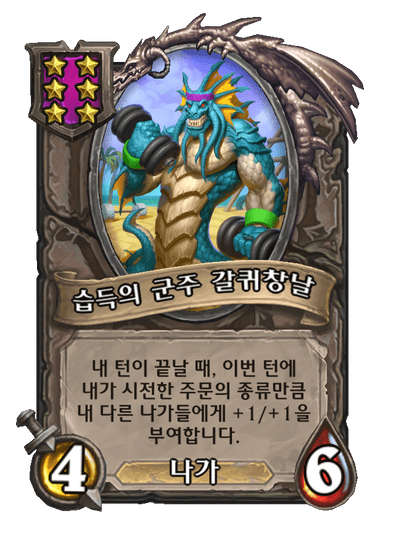 습득의 군주 갈퀴창날
내 턴이 끝날 때, 이번 턴에
내가 시전한 주문의 종류만큼
내 다른 나가들에게 +1/+1을
부여합니다.
나가
4
6